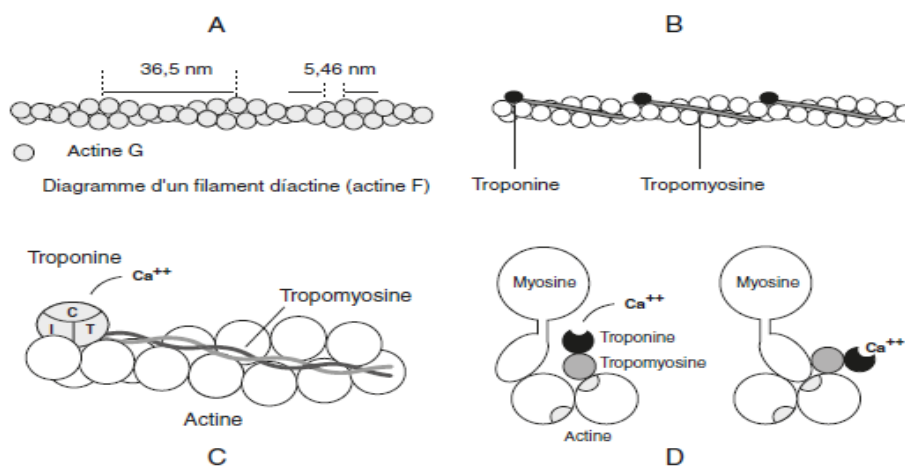 A
36,5 nm
5,46 nm
Actine G
Diagramme d'un filament díactine (actine F)
B
Troponine
Tropomyosine
Troponine
Ca++
C
I
T
Tropomyosine
Actine
C
Myosine
Ca++
Troponine
Tropomyosine
Actine
Myosine
Ca++
D